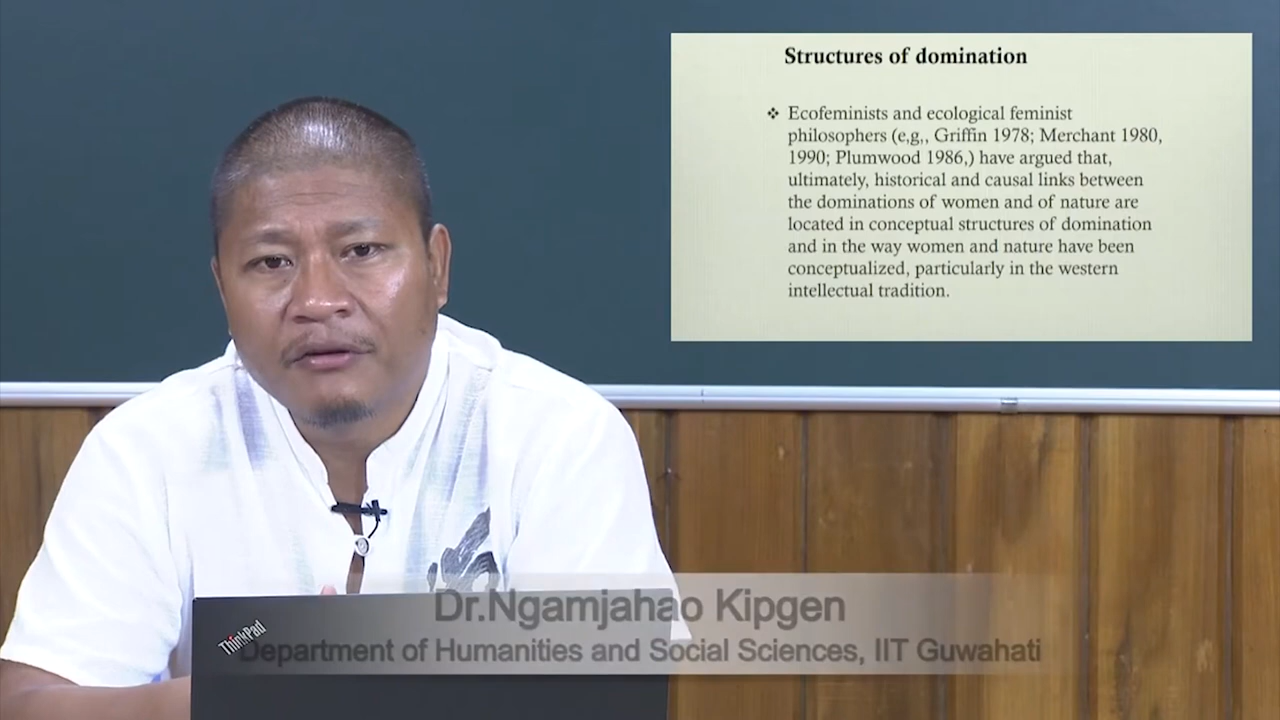 Structures of domination
❖ Ecofeminists and ecological feminist
philosophers (e,g,, Griffin 1978; Merchant 1980,
1990; Plumwood 1986,) have argued that,
ultimately, historical and causal links between
the dominations of women and of nature are
located in conceptual structures of domination
and in the way women and nature have been
conceptualized, particularly in the western
intellectual tradition.
Dr.Ngamjahao Kipgen
ThinkPad
Department of Humanities and Social Sciences, IIT Guwahati